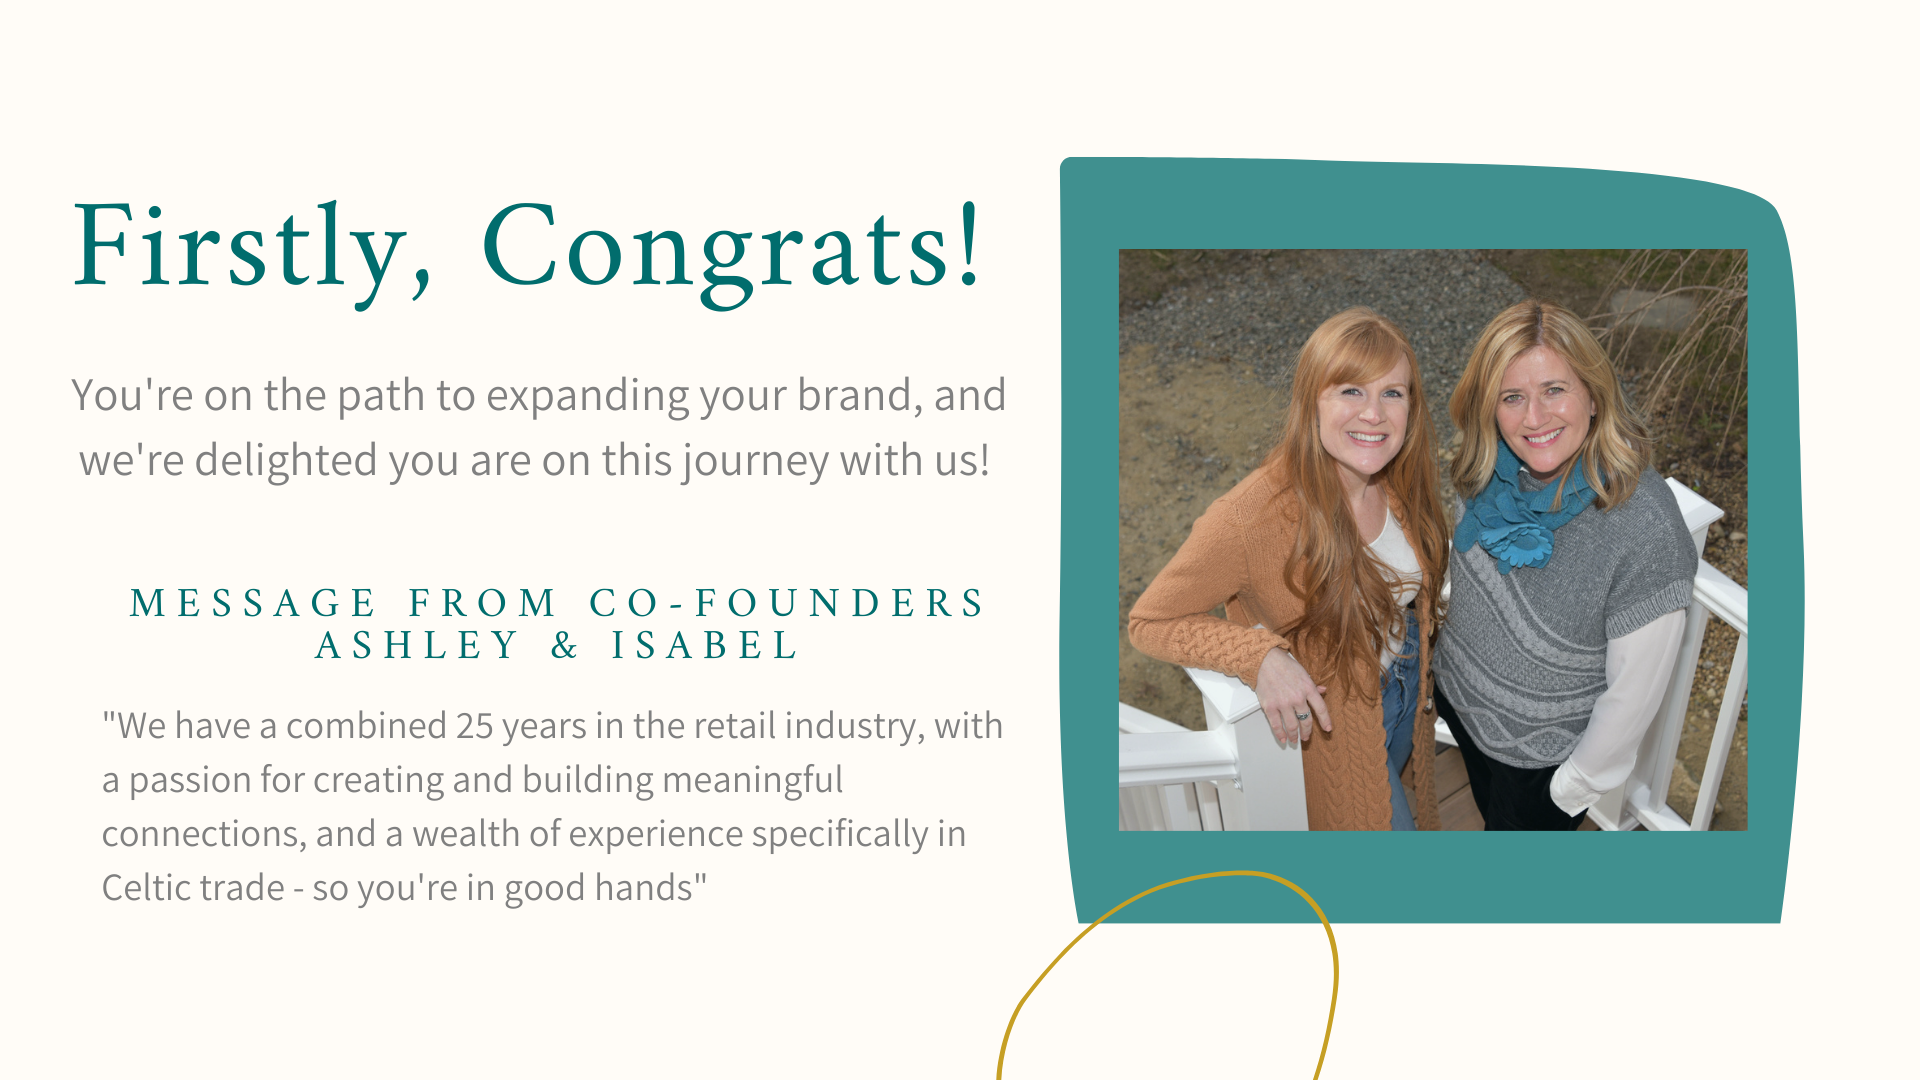 Firstly, Congrats!
You're on the path to expanding your brand, and
we're delighted you are on this journey with us!
MESSAGE FROM CO-FOUNDERS
ASHLEY & ISABEL
"We have a combined 25 years in the retail industry, with
a passion for creating and building meaningful
connections, and a wealth of experience specifically in
Celtic trade - so you're in good hands"